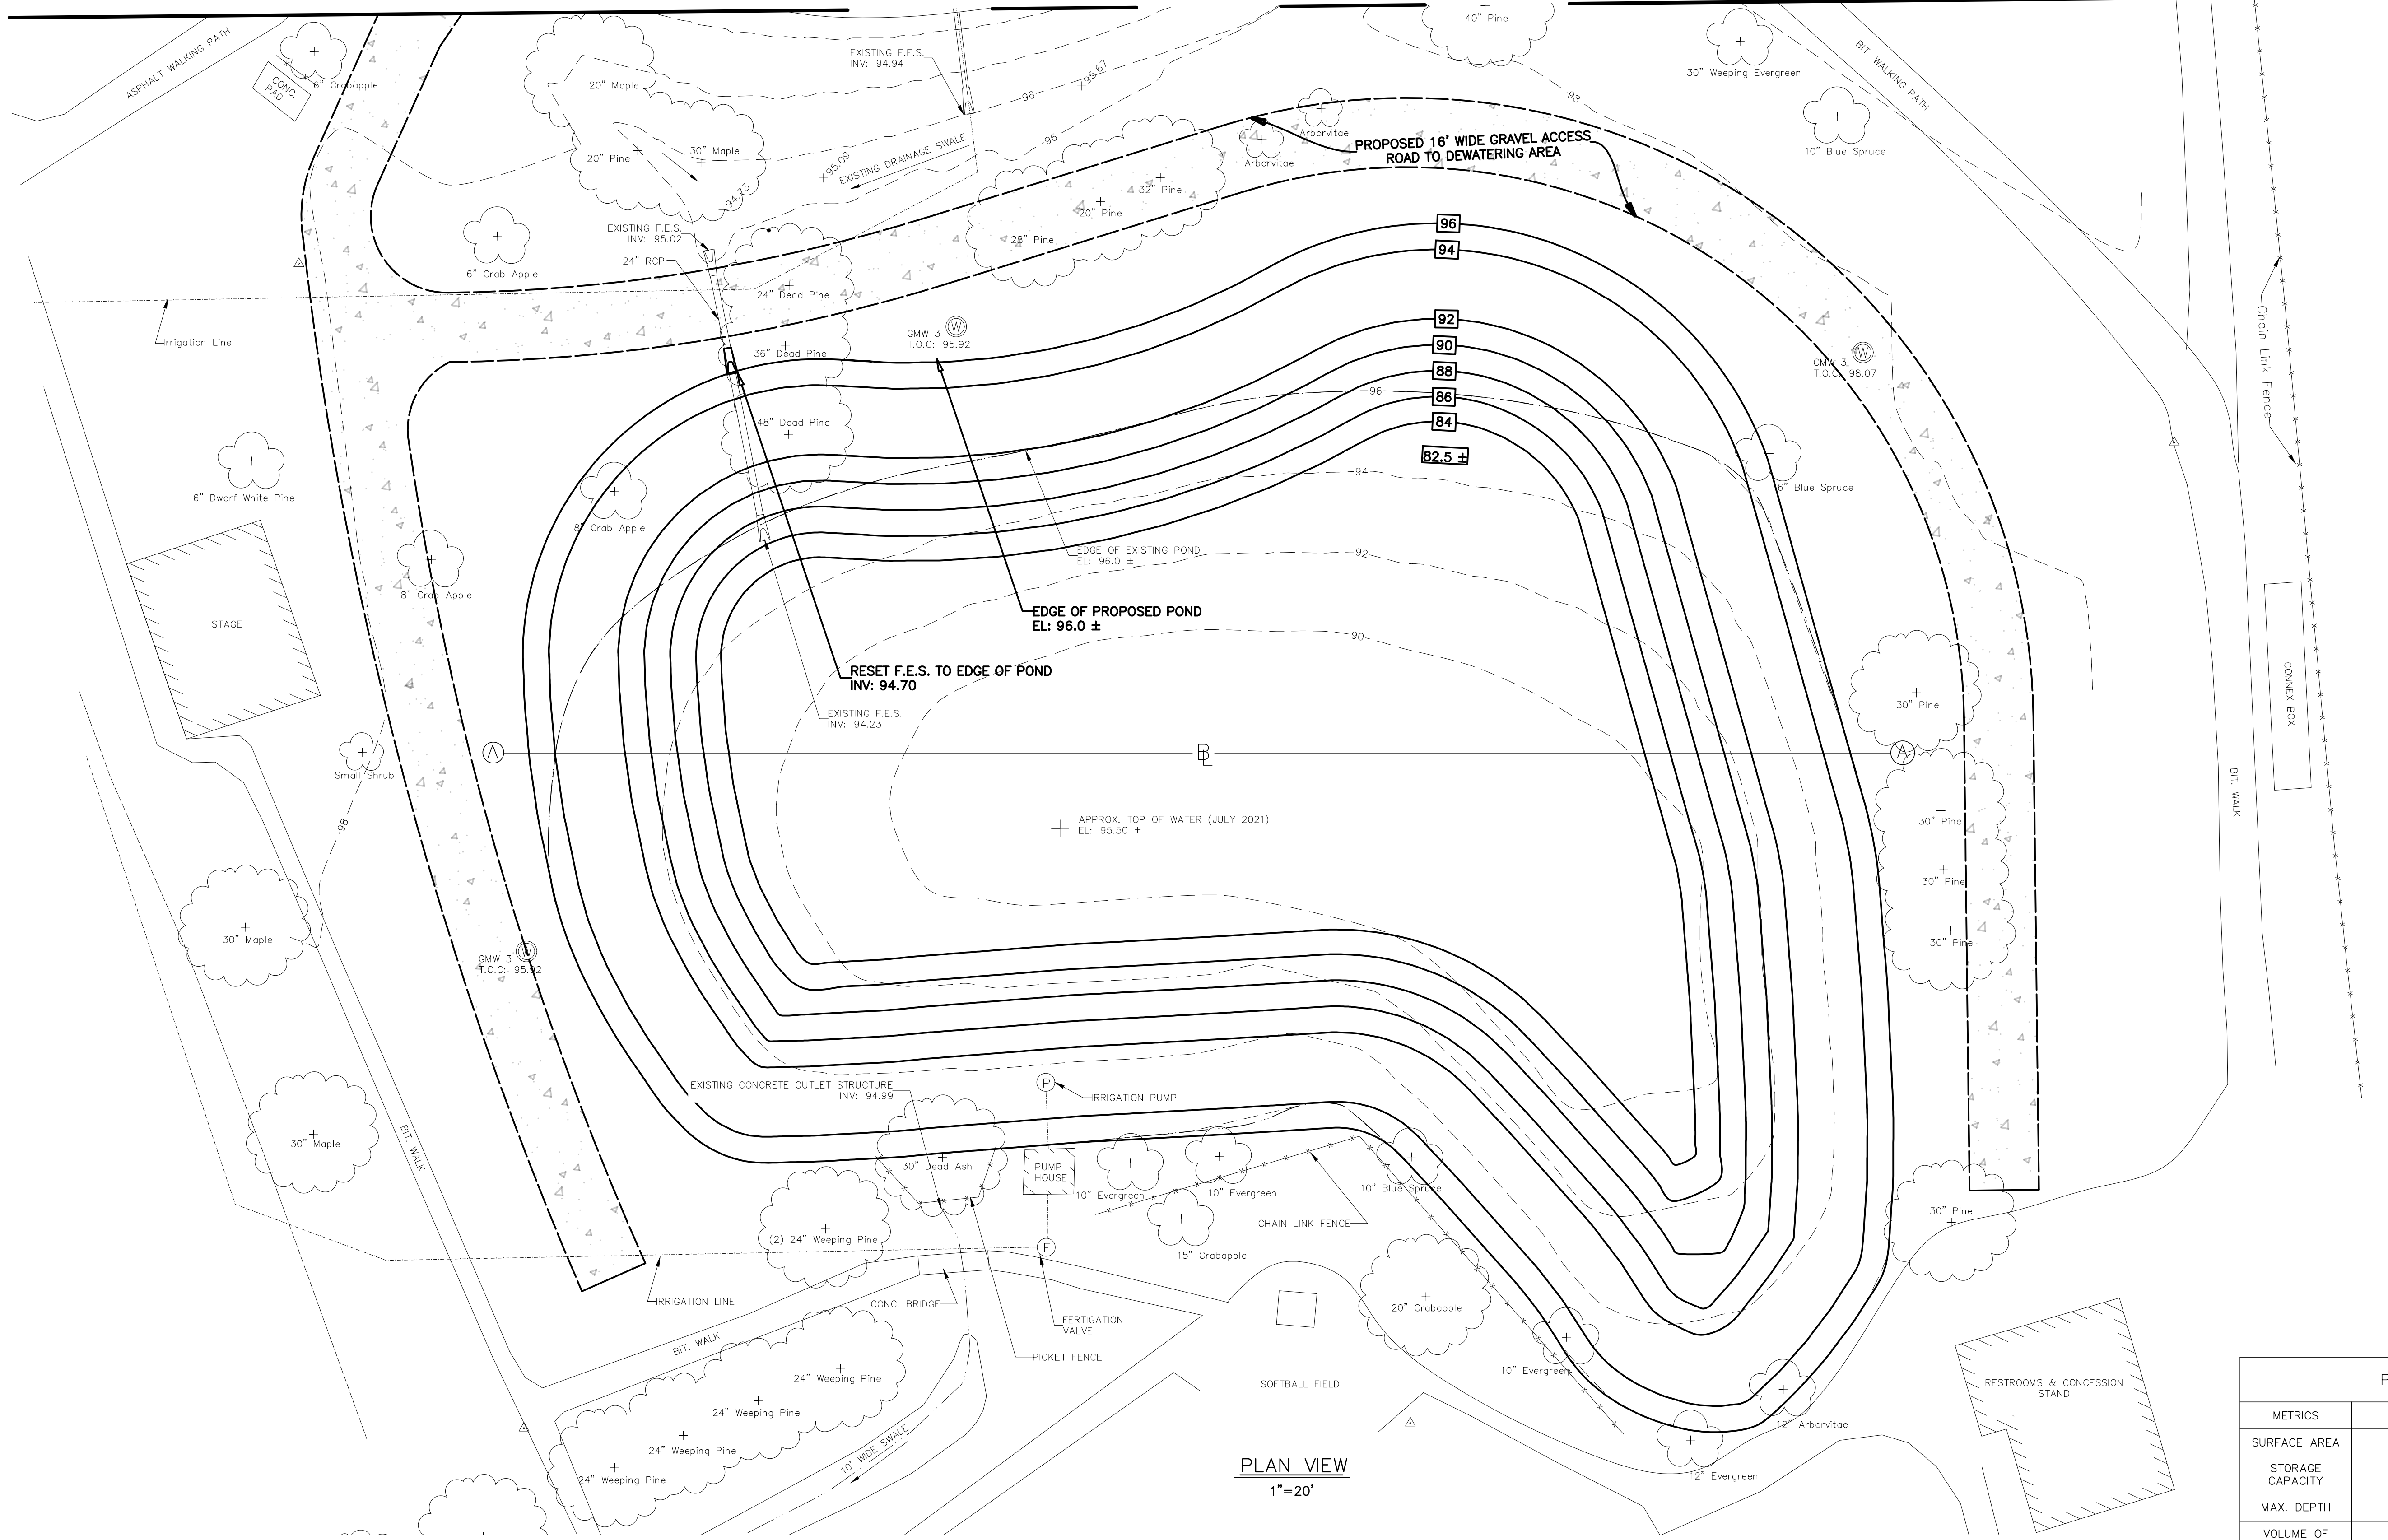 40" Pine
ASPHALT WALKING PATH
6" Crabapple
CONC.
PAD
20" Maple
EXISTING F.E.S.
INV: 94.94
96
95.67
98
30" Weeping Evergreen
BIT. WALKING PATH
10" Blue Spruce
20" Pine
30" Maple
95.09
EXISTING DRAINAGE SWALE
96
94.73
Arborvitae
Arborvitae
PROPOSED 16' WIDE GRAVEL ACCESS
ROAD TO DEWATERING AREA
32" Pine
20" Pine
28" Pine
6" Crab Apple
EXISTING F.E.S.
INV: 95.02
24" RCP
24" Dead Pine
36" Dead Pine
48" Dead Pine
Irrigation Line
GMW 3
T.O.C: 95.92
W
96
94
92
90
88
86
84
82.5 ±
96
94
92
90
GMW 3
T.O.C: 98.07
W
Chain Link Fence
6" Blue Spruce
6" Dwarf White Pine
8" Crab Apple
8" Crab Apple
EDGE OF EXISTING POND
EL: 96.0 ±
EDGE OF PROPOSED POND
EL: 96.0 ±
RESET F.E.S. TO EDGE OF POND
INV: 94.70
EXISTING F.E.S.
INV: 94.23
STAGE
Small Shrub
98
A
BL
A
30" Pine
30" Pine
30" Pine
30" Pine
CONNEX BOX
BIT. WALK
APPROX. TOP OF WATER (JULY 2021)
EL: 95.50 ±
30" Maple
GMW 3
T.O.C: 95.92
W
30" Maple
BIT. WALK
EXISTING CONCRETE OUTLET STRUCTURE
INV: 94.99
P
IRRIGATION PUMP
30" Dead Ash
PUMP
HOUSE
10" Evergreen
10" Evergreen
10" Blue Spruce
CHAIN LINK FENCE
15" Crabapple
(2) 24" Weeping Pine
F
30" Pine
IRRIGATION LINE
CONC. BRIDGE
FERTIGATION
VALVE
PICKET FENCE
BIT. WALK
20" Crabapple
10" Evergreen
SOFTBALL FIELD
24" Weeping Pine
24" Weeping Pine
24" Weeping Pine
24" Weeping Pine
10' WIDE SWALE
12" Arborvitae
12" Evergreen
RESTROOMS & CONCESSION
STAND
PLAN VIEW
1"=20'
P
METRICS
SURFACE AREA
STORAGE
CAPACITY
MAX. DEPTH
VOLUME OF